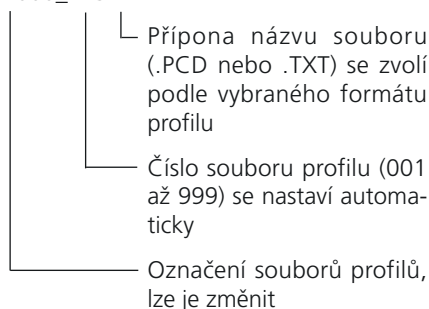 Přípona názvu souboru
(.PCD nebo .TXT) se zvolí
podle vybraného formátu
profilu
Číslo souboru profilu (001
až 999) se nastaví automa-
ticky
Označení souborů profilů,
lze je změnit